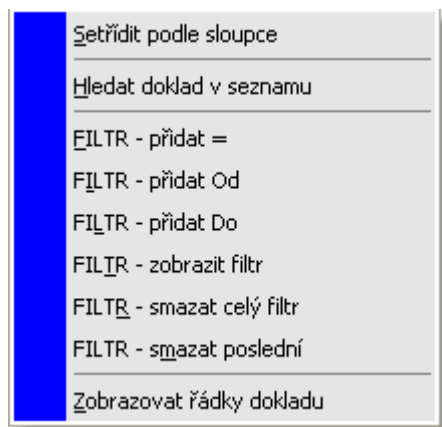 Setřídit podle sloupce
Hledat doklad v seznamu
FILTR - přidat =
FILTR - přidat Od
FILTR - přidat Do
FILTR - zobrazit filtr
FILTR - smazat celý filtr
FILTR - smazat poslední
Zobrazovat řádky dokladu